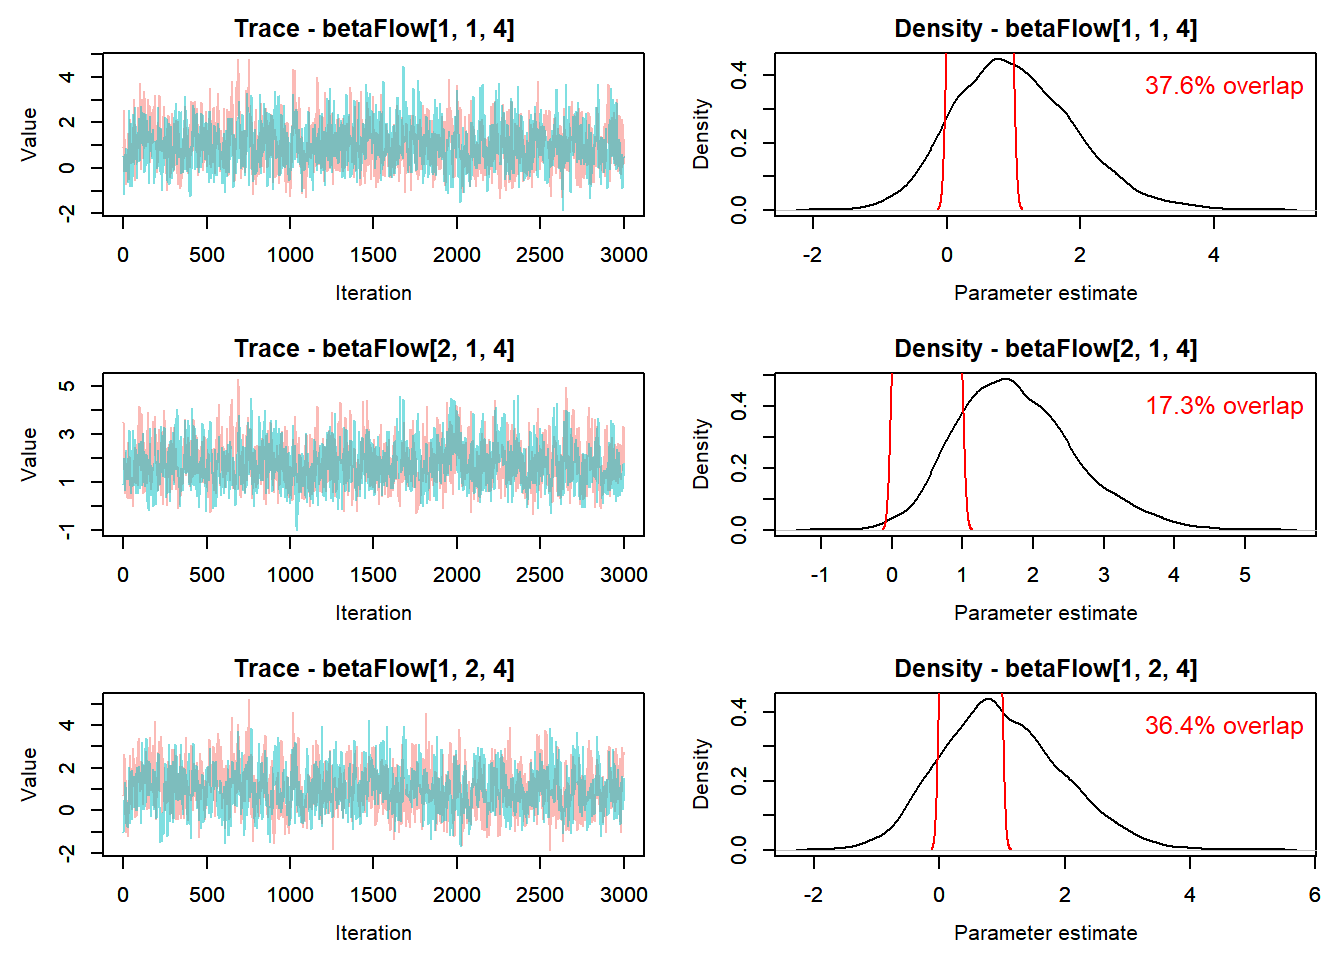 Trace - betaFlow[1, 1, 4]
Value
4
2
0
-2
0 500 1000 1500 2000 2500 3000
Iteration
Density - betaFlow[1, 1, 4]
37.6% overlap
Density
0.4
0.2
0.0
-2 0 2 4
Parameter estimate
Trace - betaFlow[2, 1, 4]
Value
5
3
1
-1
0 500 1000 1500 2000 2500 3000
Iteration
Density - betaFlow[2, 1, 4]
17.3% overlap
Density
0.4
0.2
0.0
-1 0 1 2 3 4 5
Parameter estimate
Trace - betaFlow[1, 2, 4]
Value
4
2
0
-2
0 500 1000 1500 2000 2500 3000
Iteration
Density - betaFlow[1, 2, 4]
36.4% overlap
Density
0.4
0.2
0.0
-2 0 2 4 6
Parameter estimate